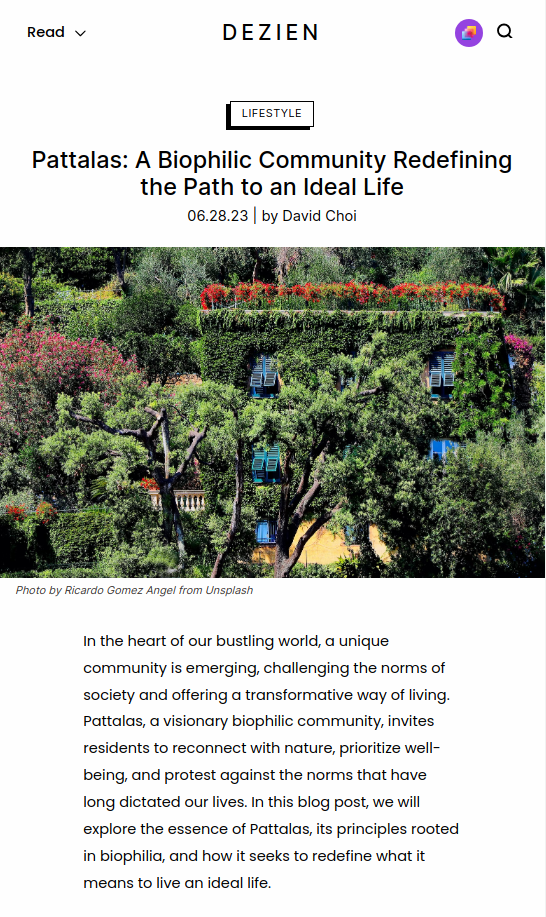 Read
DEZIEN
LIFESTYLE
Pattalas: A Biophilic Community Redefining
the Path to an Ideal Life
06.28.23 | by David Choi
Photo by Ricardo Gomez Angel from Unsplash
In the heart of our bustling world, a unique
community is emerging, challenging the norms of
society and offering a transformative way of living.
Pattalas, a visionary biophilic community, invites
residents to reconnect with nature, prioritize well-
being, and protest against the norms that have
long dictated our lives. In this blog post, we will
explore the essence of Pattalas, its principles rooted
in biophilia, and how it seeks to redefine what it
means to live an ideal life.